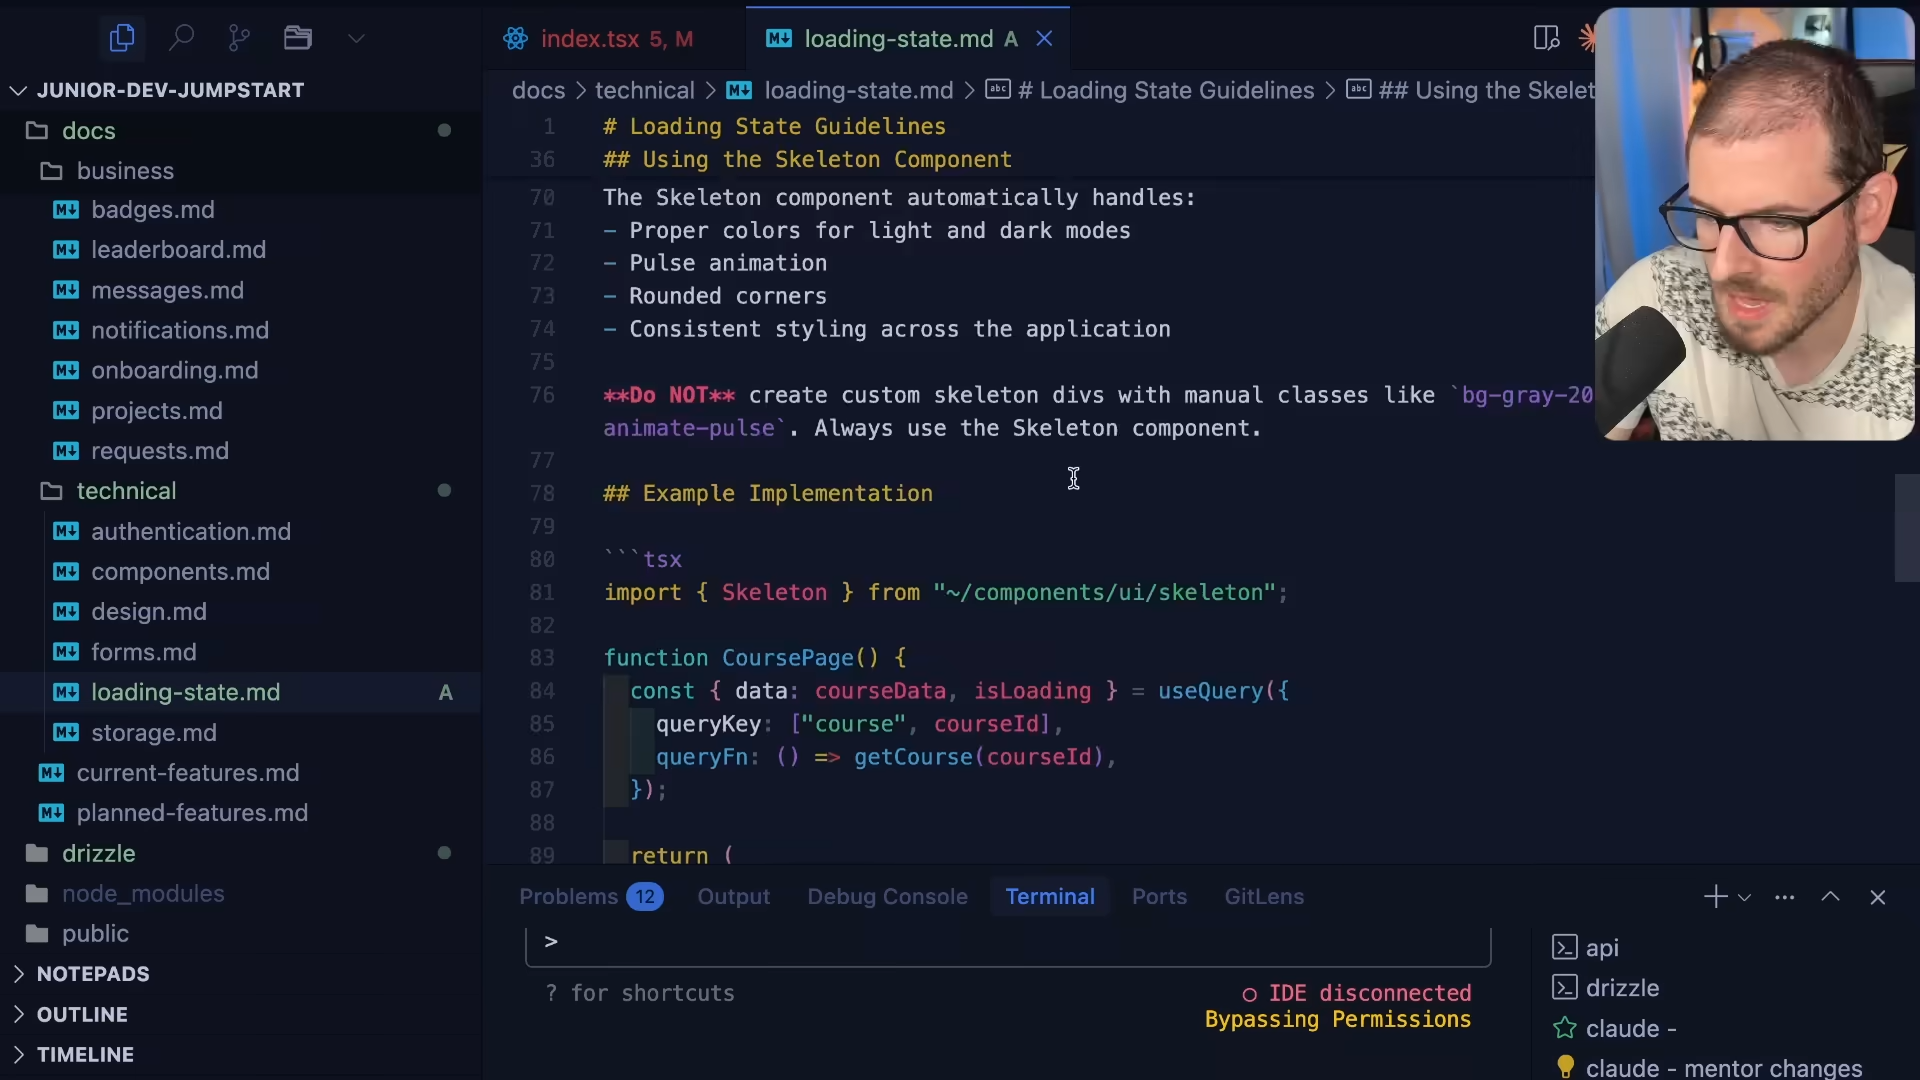 index.tsx 5, M
loading-state.md A
JUNIOR-DEV-JUMPSTART
docs
business
badges.md
leaderboard.md
messages.md
notifications.md
onboarding.md
projects.md
requests.md
technical
authentication.md
components.md
design.md
forms.md
loading-state.md A
storage.md
current-features.md
planned-features.md
drizzle
node_modules
public
NOTEPADS
OUTLINE
TIMELINE
docs > technical > loading-state.md > # Loading State Guidelines > ## Using the Skelet
1 # Loading State Guidelines
36 ## Using the Skeleton Component
70 The Skeleton component automatically handles:
71 - Proper colors for light and dark modes
72 - Pulse animation
73 - Rounded corners
74 - Consistent styling across the application
75
76 **Do NOT** create custom skeleton divs with manual classes like `bg-gray-20
animate-pulse`. Always use the Skeleton component.
77
78 ## Example Implementation
79
80 ```tsx
81 import { Skeleton } from "~/components/ui/skeleton";
82
83 function CoursePage() {
84 const { data: courseData, isLoading } = useQuery({
85 queryKey: ["course", courseId],
86 queryFn: () => getCourse(courseId),
87 });
88
89 return (
Problems 12 Output Debug Console Terminal Ports GitLens
>
? for shortcuts
IDE disconnected
Bypassing Permissions
api
drizzle
claude -
claude - mentor changes